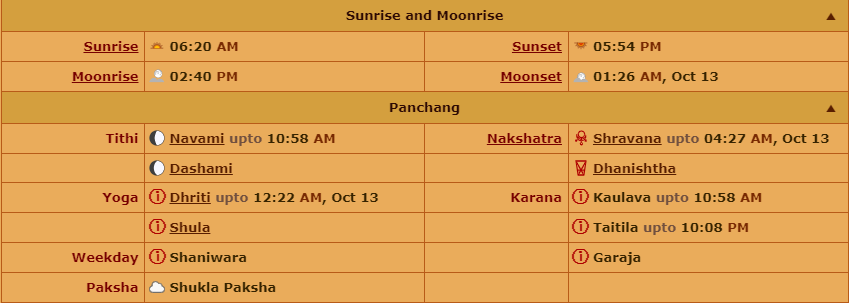 Sunrise and Moonrise ▲
Sunrise 06:20 AM Sunset 05:54 PM
Moonrise 02:40 PM Moonset 01:26 AM, Oct 13
Panchang ▲
Tithi Navami upto 10:58 AM Nakshatra Shravana upto 04:27 AM, Oct 13
Dashami Dhanishtha
Yoga Dhriti upto 12:22 AM, Oct 13 Karana Kaulava upto 10:58 AM
Shula Taitila upto 10:08 PM
Weekday Shaniwara Garaja
Paksha Shukla Paksha